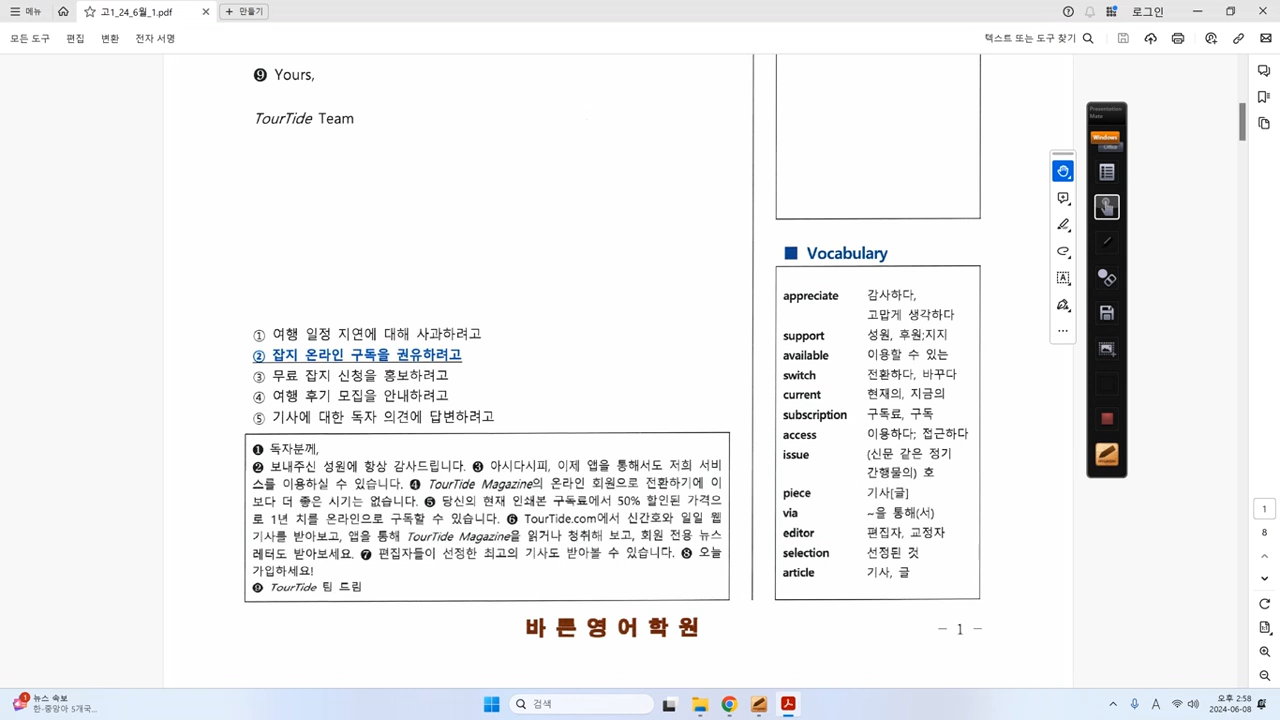 메뉴
고1_24_6월_1.pdf
만들기
로그인
모든 도구
편집
변환
전자 서명
텍스트 또는 도구 찾기
❾ Yours,
TourTide Team
① 여행 일정 지연에 대해 사과하려고
② 잡지 온라인 구독을 권유하려고
③ 무료 잡지 신청을 홍보하려고
④ 여행 후기 모집을 안내하려고
⑤ 기사에 대한 독자 의견에 답변하려고
❶ 독자분께,
❷ 보내주신 성원에 항상 감사드립니다. ❸ 아시다시피, 이제 앱을 통해서도 저희 서비
스를 이용하실 수 있습니다. ❹ TourTide Magazine의 온라인 회원으로 전환하기에 이
보다 더 좋은 시기는 없습니다. ❺ 당신의 현재 인쇄본 구독료에서 50% 할인된 가격으
로 1년 치를 온라인으로 구독할 수 있습니다. ❻ TourTide.com에서 신간호와 일일 웹
기사를 받아보고, 앱을 통해 TourTide Magazine을 읽거나 청취해 보고, 회원 전용 뉴스
레터도 받아보세요. ❼ 편집자들이 선정한 최고의 기사도 받아볼 수 있습니다. ❽ 오늘
가입하세요!
❾ TourTide 팀 드림
■ Vocabulary
appreciate 감사하다,
고맙게 생각하다
support 성원, 후원·지지
available 이용할 수 있는
switch 전환하다, 바꾸다
current 현재의, 지금의
subscription 구독료, 구독
access 이용하다; 접근하다
issue (신문 같은 정기
간행물의) 호
piece 기사[글]
via ~을 통해(서)
editor 편집자, 교정자
selection 선정된 것
article 기사, 글
바른영어학원
- 1 -
Presentation
Mate
Windows
Office
1
8
1
뉴스 속보
한-중앙아 5개국...
검색
A
오후 2:58
2024-06-08